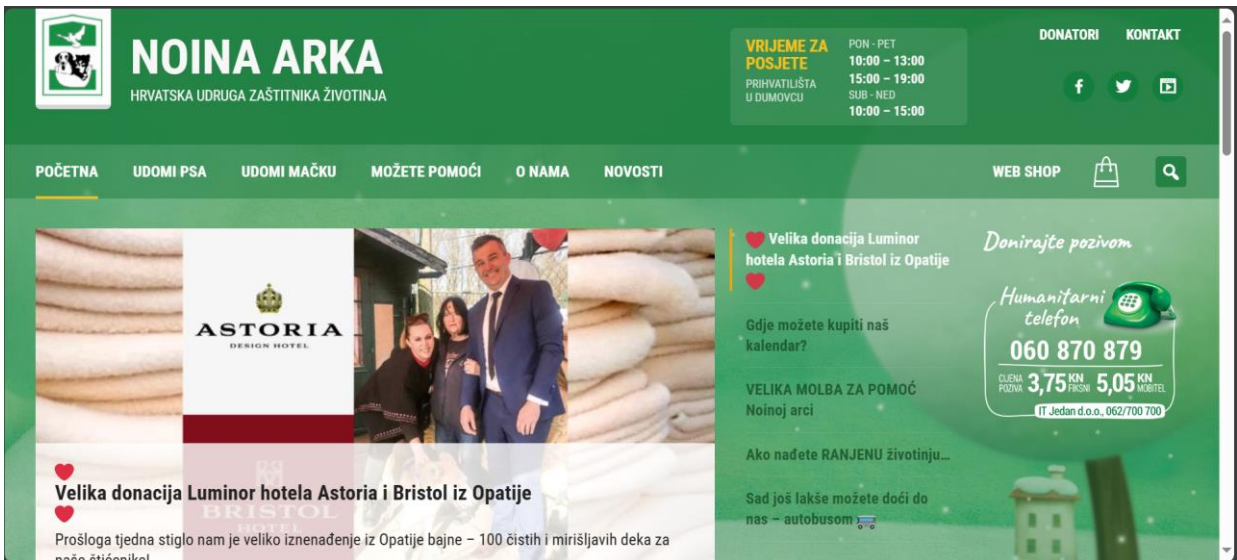 NOINA ARKA
HRVATSKA UDRUGA ZAŠTITNIKA ŽIVOTINJA
VRIJEME ZA
POSJETE
PRIHVATILIŠTA
U DUMOVCU
PON - PET
10:00 – 13:00
15:00 – 19:00
SUB - NED
10:00 – 15:00
DONATORI KONTAKT
POČETNA UDOMI PSA UDOMI MAČKU MOŽETE POMOĆI O NAMA NOVOSTI WEB SHOP
ASTORIA
DESIGN HOTEL
BRISTOL
HOTEL
❤️
Velika donacija Luminor hotela Astoria i Bristol iz Opatije
❤️
Prošloga tjedna stiglo nam je veliko iznenađenje iz Opatije bajne – 100 čistih i mirišljavih deka za
naše štićenike!
❤️ Velika donacija Luminor
hotela Astoria i Bristol iz Opatije
❤️
Gdje možete kupiti naš
kalendar?
VELIKA MOLBA ZA POMOĆ
Noinoj arci
Ako nađete RANJENU životinju...
Sad još lakše možete doći do
nas – autobusom 🚎
Donirajte pozivom
Humanitarni
telefon
060 870 879
CIJENA POZIVA 3,75 KN FIKSNI 5,05 KN MOBITEL
IT Jedan d.o.o., 062/700 700